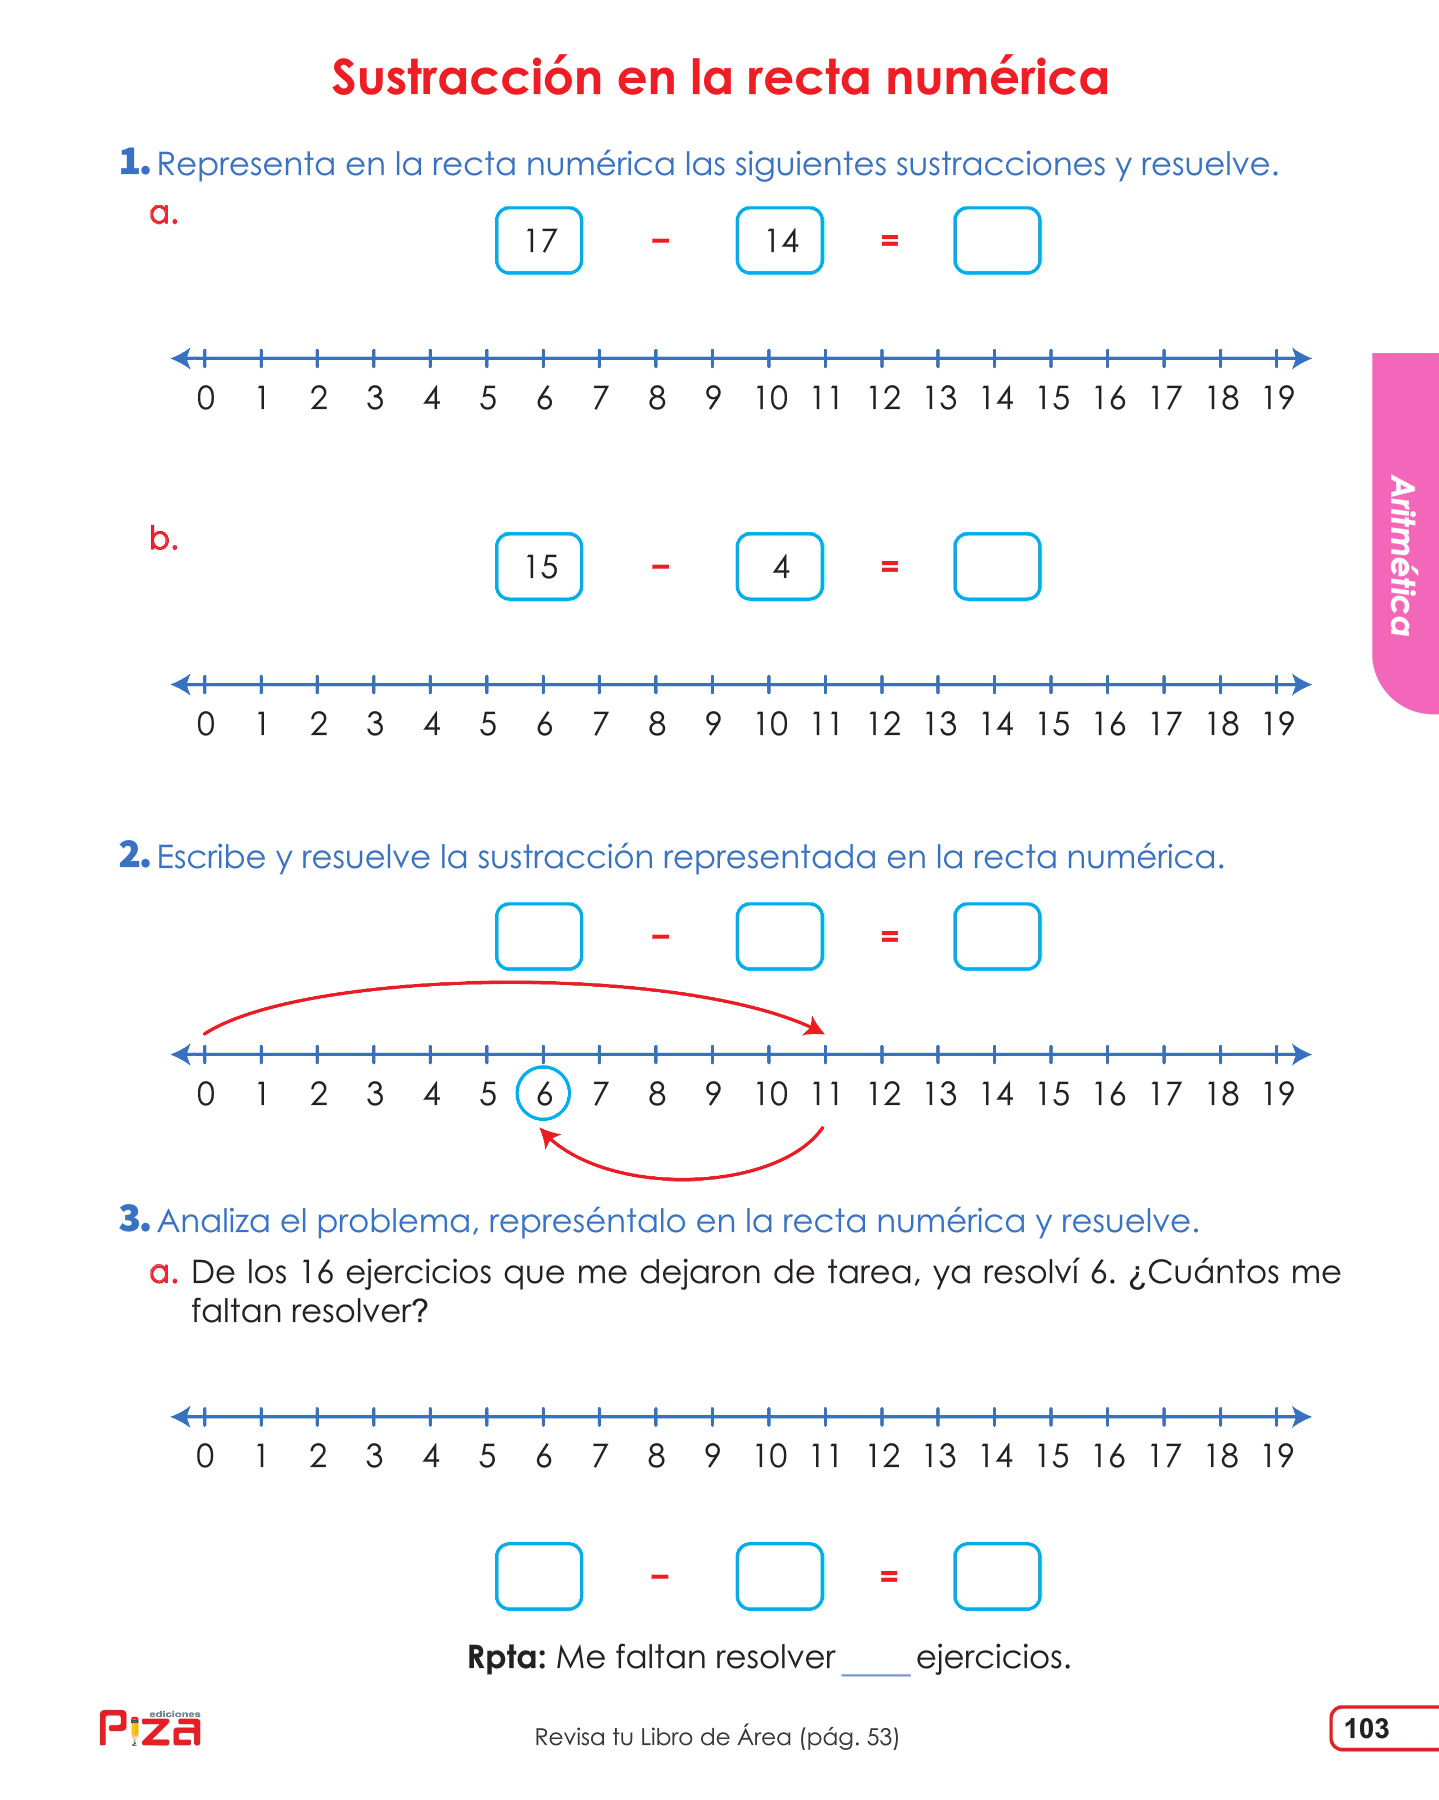 Sustracción en la recta numérica
1. Representa en la recta numérica las siguientes sustracciones y resuelve.
a.
17 – 14 =
0 1 2 3 4 5 6 7 8 9 10 11 12 13 14 15 16 17 18 19
b.
15 – 4 =
0 1 2 3 4 5 6 7 8 9 10 11 12 13 14 15 16 17 18 19
Aritmética
2. Escribe y resuelve la sustracción representada en la recta numérica.
– =
0 1 2 3 4 5 6 7 8 9 10 11 12 13 14 15 16 17 18 19
3. Analiza el problema, represéntalo en la recta numérica y resuelve.
a. De los 16 ejercicios que me dejaron de tarea, ya resolví 6. ¿Cuántos me
faltan resolver?
0 1 2 3 4 5 6 7 8 9 10 11 12 13 14 15 16 17 18 19
– =
Rpta: Me faltan resolver ____ ejercicios.
ediciones
Piza
Revisa tu Libro de Área (pág. 53)
103